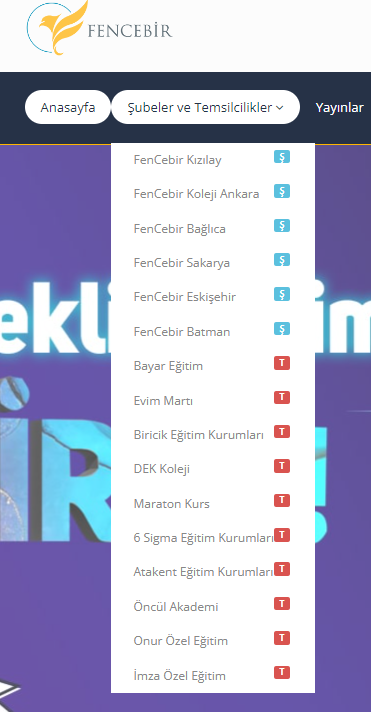 FENCEBİR
Anasayfa Şubeler ve Temsilcilikler Yayınlar
FenCebir Kızılay Ş
FenCebir Koleji Ankara Ş
FenCebir Bağlıca Ş
FenCebir Sakarya Ş
FenCebir Eskişehir Ş
FenCebir Batman Ş
Bayar Eğitim T
Evim Martı T
Biricik Eğitim Kurumları T
DEK Koleji T
Maraton Kurs T
6 Sigma Eğitim Kurumları T
Atakent Eğitim Kurumları T
Öncül Akademi T
Onur Özel Eğitim T
İmza Özel Eğitim T